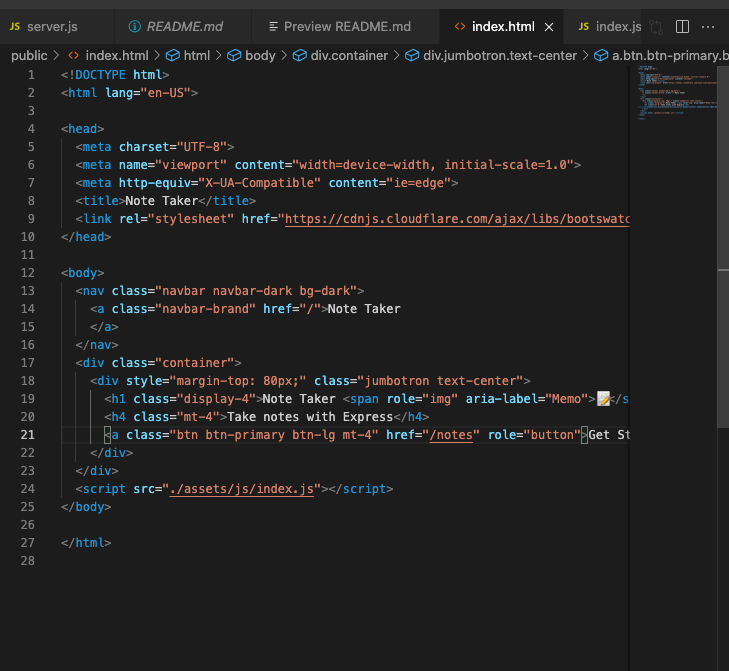 JS server.js README.md Preview README.md <> index.html JS index.js
public > <> index.html > html > body > div.container > div.jumbotron.text-center > a.btn.btn-primary.b
1 <!DOCTYPE html>
2 <html lang="en-US">
3
4 <head>
5 <meta charset="UTF-8">
6 <meta name="viewport" content="width=device-width, initial-scale=1.0">
7 <meta http-equiv="X-UA-Compatible" content="ie=edge">
8 <title>Note Taker</title>
9 <link rel="stylesheet" href="https://cdnjs.cloudflare.com/ajax/libs/bootswatc
10 </head>
11
12 <body>
13 <nav class="navbar navbar-dark bg-dark">
14 <a class="navbar-brand" href="/">Note Taker
15 </a>
16 </nav>
17 <div class="container">
18 <div style="margin-top: 80px;" class="jumbotron text-center">
19 <h1 class="display-4">Note Taker <span role="img" aria-label="Memo">📝</s
20 <h4 class="mt-4">Take notes with Express</h4>
21 <a class="btn btn-primary btn-lg mt-4" href="/notes" role="button">Get St
22 </div>
23 </div>
24 <script src="./assets/js/index.js"></script>
25 </body>
26
27 </html>
28